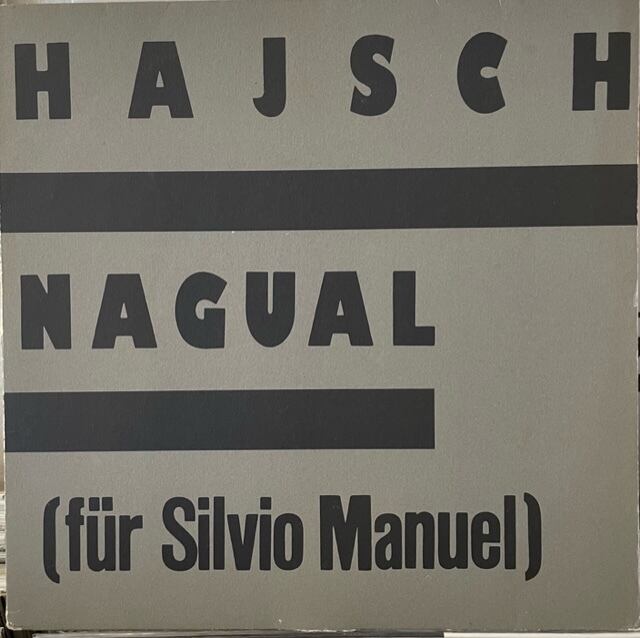 HAJSCH
NAGUAL
(für Silvio Manuel)